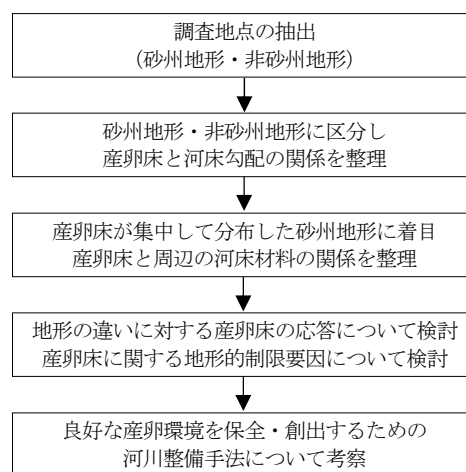 調査地点の抽出
(砂州地形・非砂州地形)
砂州地形・非砂州地形に区分し
産卵床と河床勾配の関係を整理
産卵床が集中して分布した砂州地形に着目
産卵床と周辺の河床材料の関係を整理
地形の違いに対する産卵床の応答について検討
産卵床に関する地形的制限要因について検討
良好な産卵環境を保全・創出するための
河川整備手法について考察